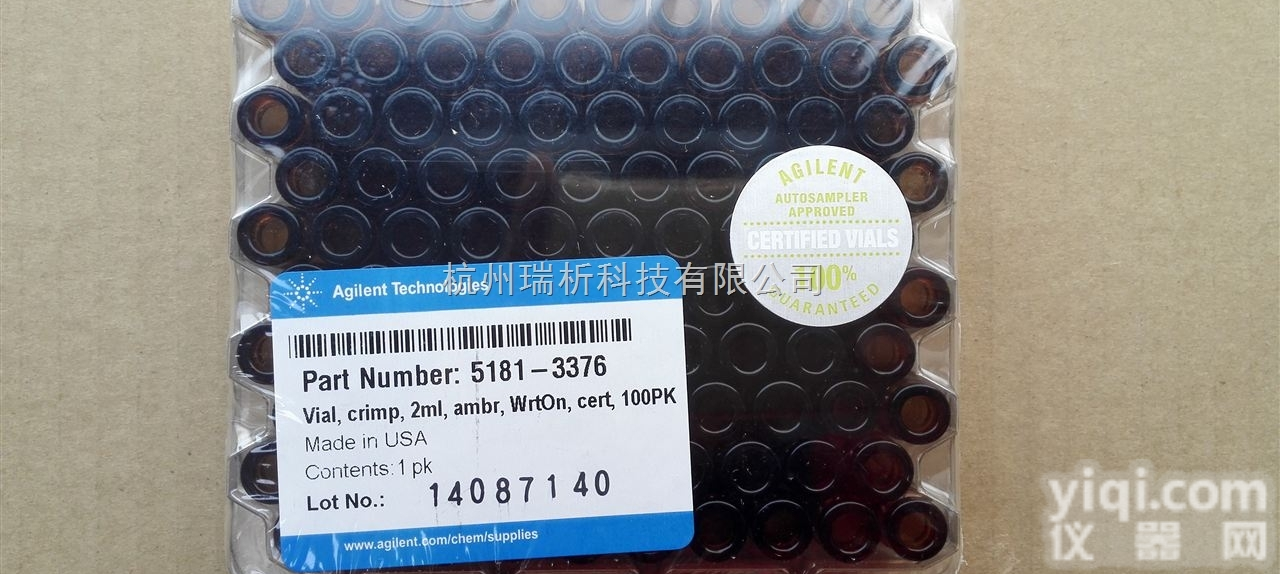 AGILENT
AUTOSAMPLER
APPROVED
CERTIFIED VIALS
100%
GUARANTEED
杭州瑞析科技有限公司
Agilent Technologies
Part Number: 5181-3376
Vial, crimp, 2ml, ambr, WrtOn, cert, 100PK
Made in USA
Contents: 1 pk
Lot No.: 14087140
www.agilent.com/chem/supplies
yiqi.com
仪器网